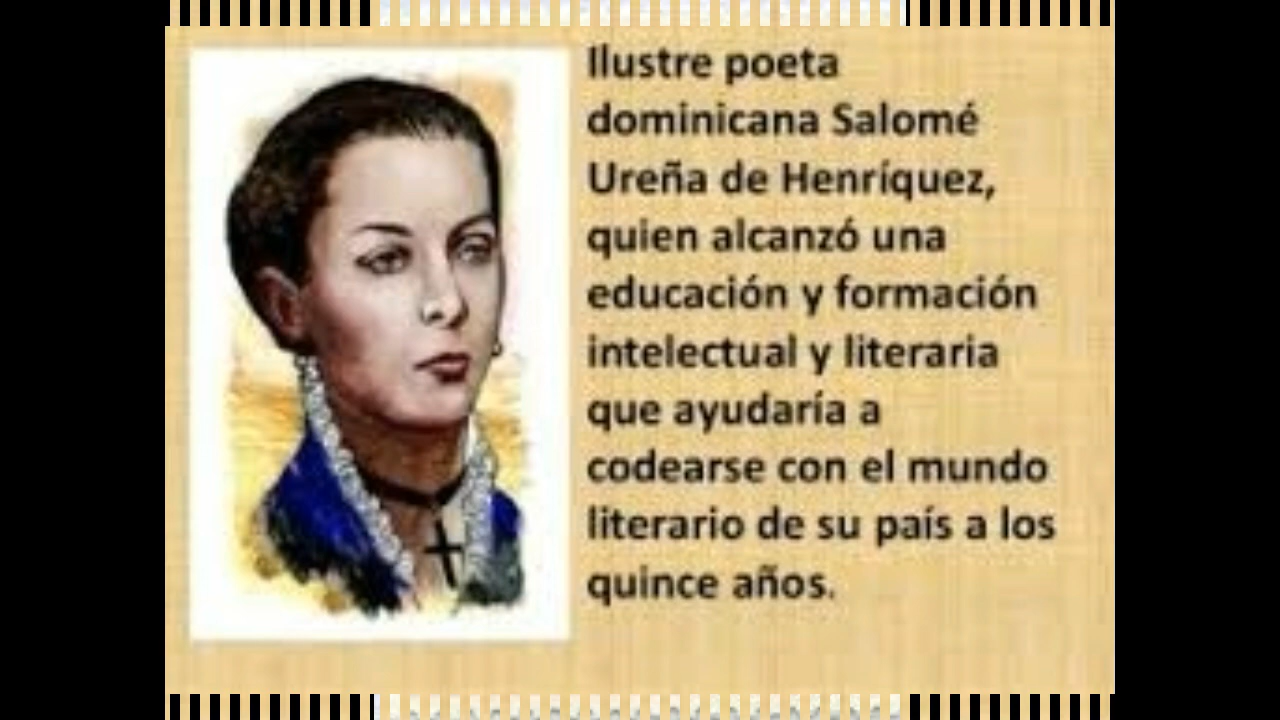 Ilustre poeta
dominicana Salomé
Ureña de Henríquez,
quien alcanzó una
educación y formación
intelectual y literaria
que ayudaría a
codearse con el mundo
literario de su país a los
quince años.